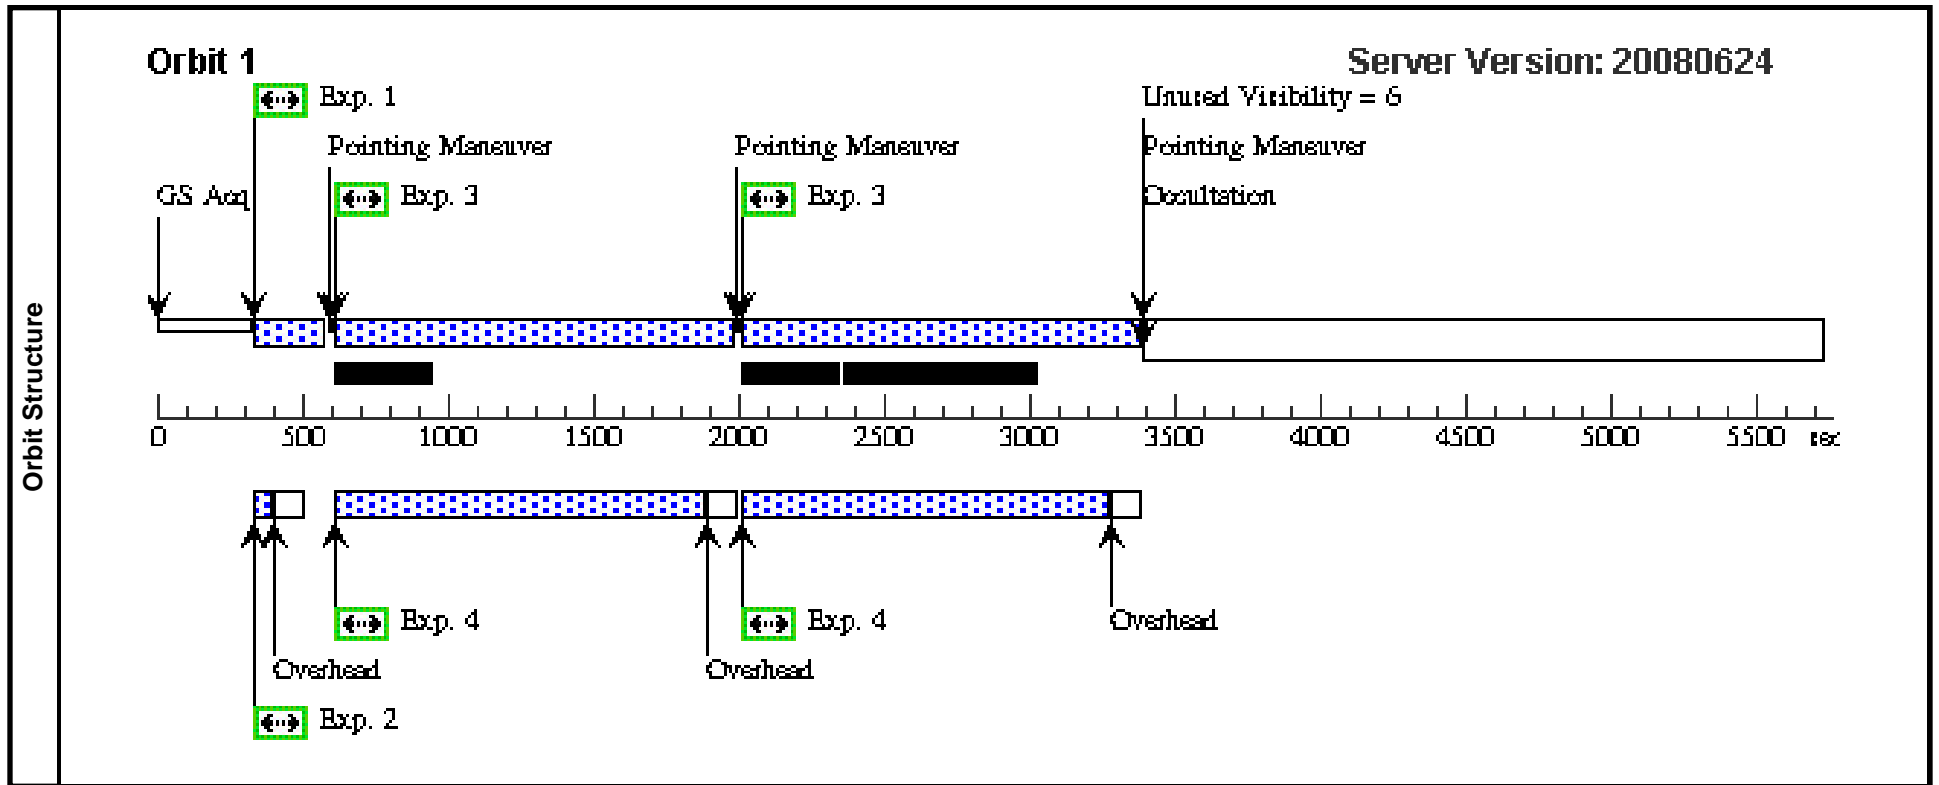 Orbit Structure
Orbit 1
Server Version: 20080624
Exp. 1
Unused Visibility = 6
Pointing Maneuver
Pointing Maneuver
Pointing Maneuver
GS Acq
Exp. 3
Exp. 3
Occultation
0 500 1000 1500 2000 2500 3000 3500 4000 4500 5000 5500 sec
Exp. 4
Exp. 4
Overhead
Overhead
Overhead
Exp. 2